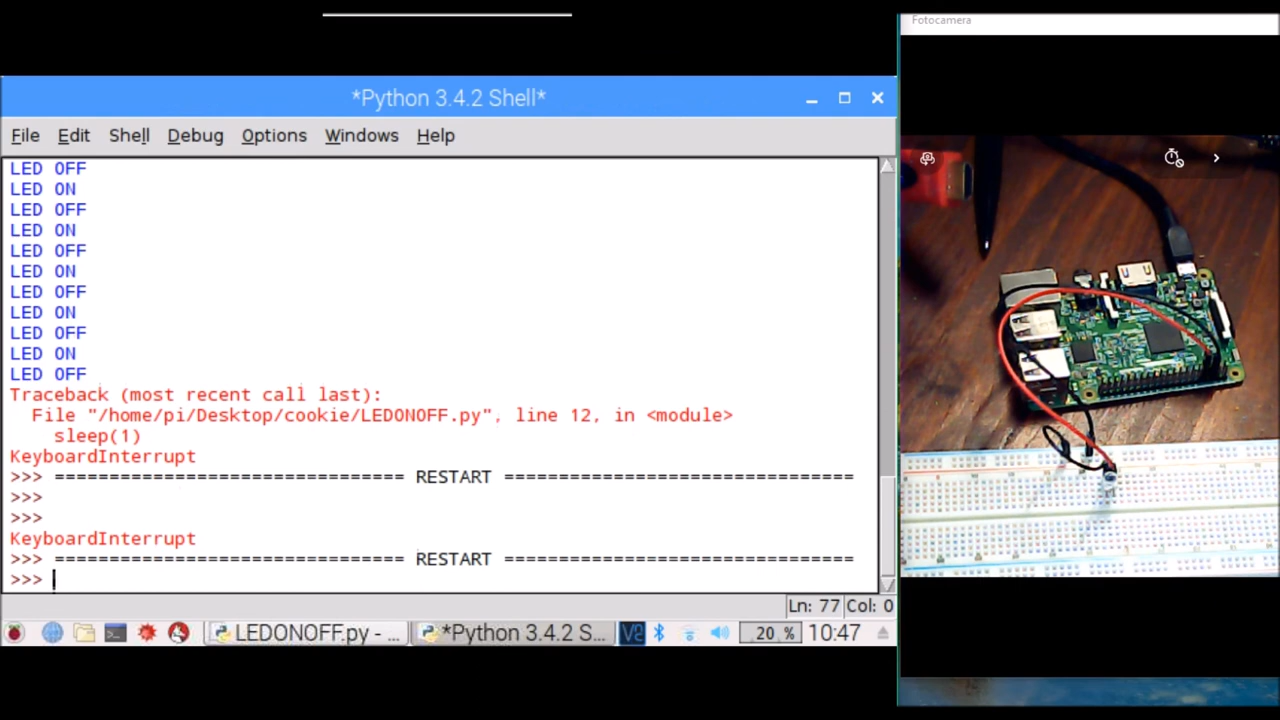 Fotocamera
*Python 3.4.2 Shell*
File Edit Shell Debug Options Windows Help
LED OFF
LED ON
LED OFF
LED ON
LED OFF
LED ON
LED OFF
LED ON
LED OFF
LED ON
LED OFF
Traceback (most recent call last):
  File "/home/pi/Desktop/cookie/LEDONOFF.py", line 12, in <module>
    sleep(1)
KeyboardInterrupt
>>> ================================ RESTART ================================
>>>
>>>
KeyboardInterrupt
>>> ================================ RESTART ================================
>>>
Ln: 77 Col: 0
LEDONOFF.py - ... *Python 3.4.2 S... V2 20 % 10:47